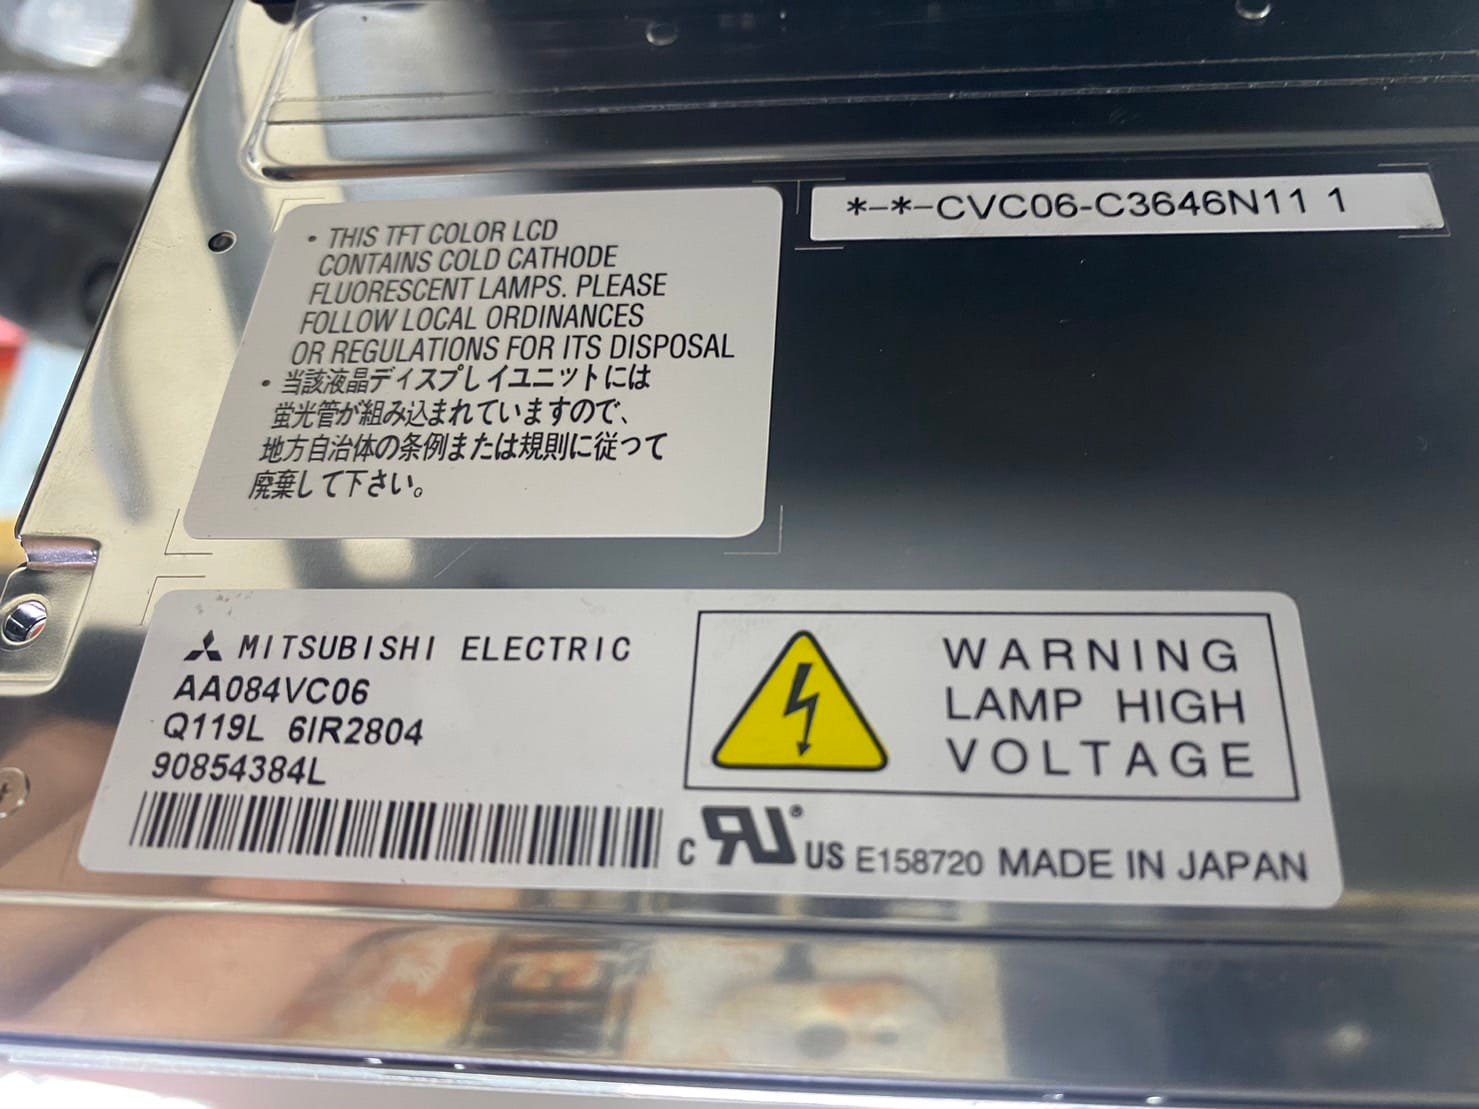 • THIS TFT COLOR LCD
CONTAINS COLD CATHODE
FLUORESCENT LAMPS. PLEASE
FOLLOW LOCAL ORDINANCES
OR REGULATIONS FOR ITS DISPOSAL
• 当該液晶ディスプレイユニットには
蛍光管が組み込まれていますので、
地方自治体の条例または規則に従って
廃棄して下さい。
*-*-CVC06-C3646N11 1
MITSUBISHI ELECTRIC
AA084VC06
Q119L 6IR2804
90854384L
WARNING
LAMP HIGH
VOLTAGE
c RU® US E158720 MADE IN JAPAN